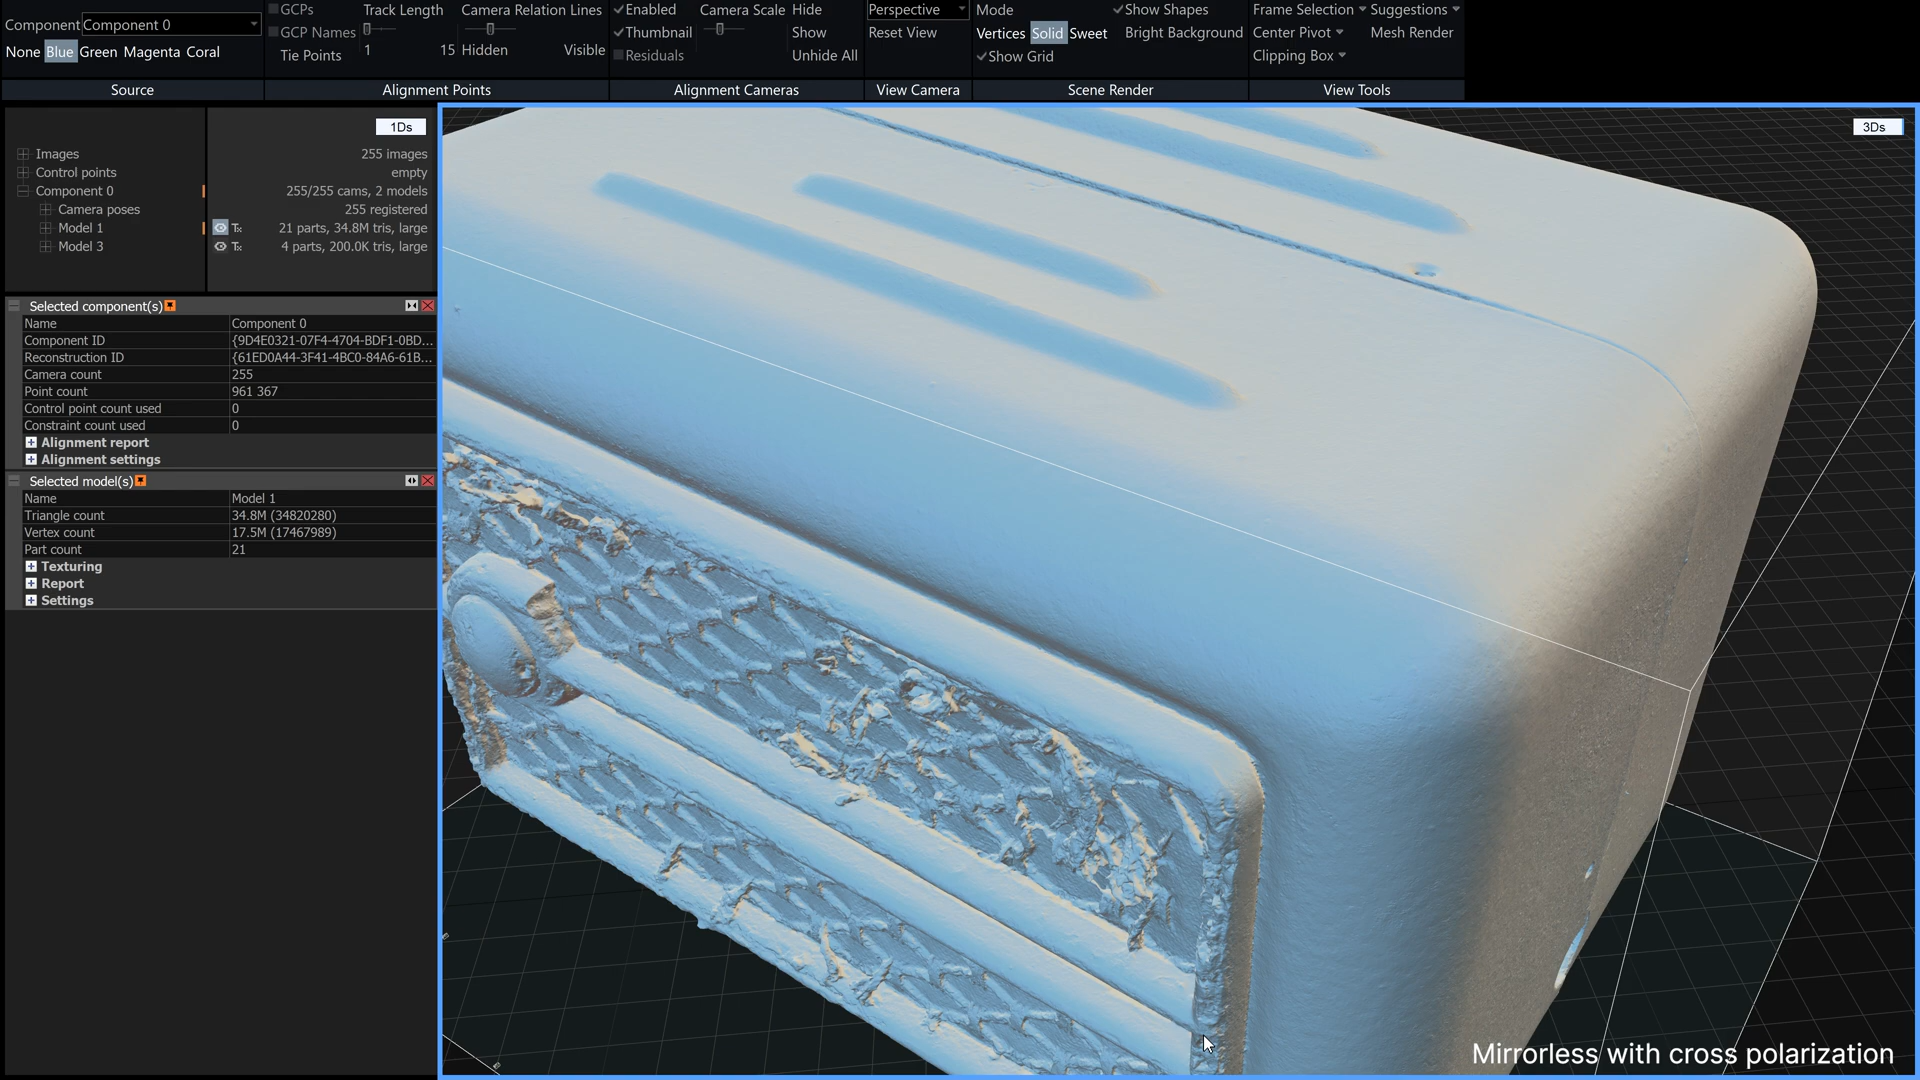 Component Component 0
None Blue Green Magenta Coral
Source
GCPs Track Length Camera Relation Lines
GCP Names
Tie Points 1 15 Hidden Visible
Alignment Points
Enabled Camera Scale Hide
Thumbnail Show
Residuals Unhide All
Alignment Cameras
Perspective
Reset View
View Camera
Mode Show Shapes
Vertices Solid Sweet Bright Background
Show Grid
Scene Render
Frame Selection Suggestions
Center Pivot Mesh Render
Clipping Box
View Tools
1Ds
Images 255 images
Control points empty
Component 0 255/255 cams, 2 models
Camera poses 255 registered
Model 1 Tx 21 parts, 34.8M tris, large
Model 3 Tx 4 parts, 200.0K tris, large
Selected component(s)
Name Component 0
Component ID {9D4E0321-07F4-4704-BDF1-0BD...
Reconstruction ID {61ED0A44-3F41-4BC0-84A6-61B...
Camera count 255
Point count 961 367
Control point count used 0
Constraint count used 0
Alignment report
Alignment settings
Selected model(s)
Name Model 1
Triangle count 34.8M (34820280)
Vertex count 17.5M (17467989)
Part count 21
Texturing
Report
Settings
3Ds
Mirrorless with cross polarization